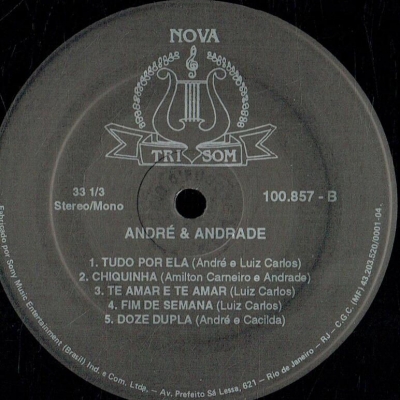 NOVA
TRI SOM
33 1/3
Stereo/Mono
100.857 - B
ANDRÉ & ANDRADE
1. TUDO POR ELA (André e Luiz Carlos)
2. CHIQUINHA (Amilton Carneiro e Andrade)
3. TE AMAR E TE AMAR (Luiz Carlos)
4. FIM DE SEMANA (Luiz Carlos)
5. DOZE DUPLA (André e Cacilda)
Fabricado por Sony Music Entertainment (Brasil) Ind. e Com. Ltda. – Av. Prefeito Sá Lessa, 621 – Rio de Janeiro – RJ – C.G.C. (MF) 43.203.520/0001-04.